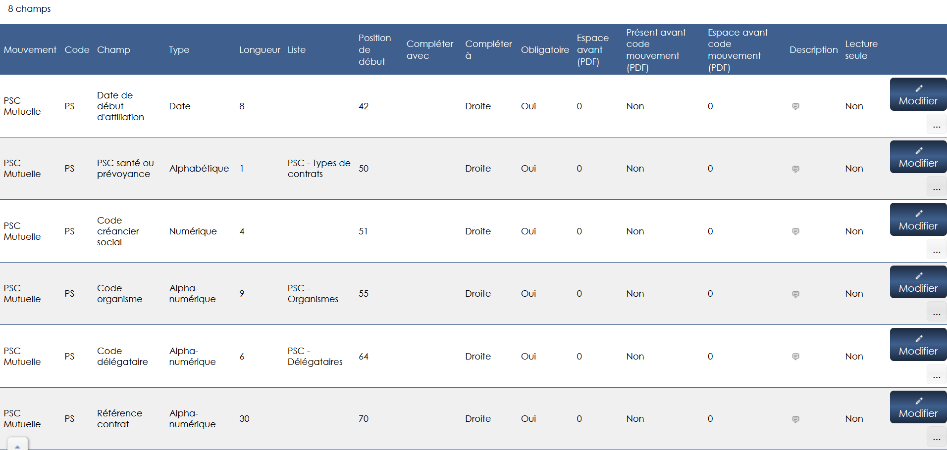 8 champs
Mouvement Code Champ Type Longueur Liste Position de début Compléter avec Compléter à Obligatoire Espace avant (PDF) Présent avant code mouvement (PDF) Espace avant code mouvement (PDF) Description Lecture seule
PSC Mutuelle PS Date de début d'affiliation Date 8 42 Droite Oui 0 Non 0 Non Modifier
...
PSC Mutuelle PS PSC santé ou prévoyance Alphabétique 1 PSC - Types de contrats 50 Droite Oui 0 Non 0 Non Modifier
...
PSC Mutuelle PS Code créancier social Numérique 4 51 Droite Oui 0 Non 0 Non Modifier
...
PSC Mutuelle PS Code organisme Alpha-numérique 9 PSC - Organismes 55 Droite Oui 0 Non 0 Non Modifier
...
PSC Mutuelle PS Code délégataire Alpha-numérique 6 PSC - Délégataires 64 Droite Oui 0 Non 0 Non Modifier
...
PSC Mutuelle PS Référence contrat Alpha-numérique 30 70 Droite Oui 0 Non 0 Non Modifier
...